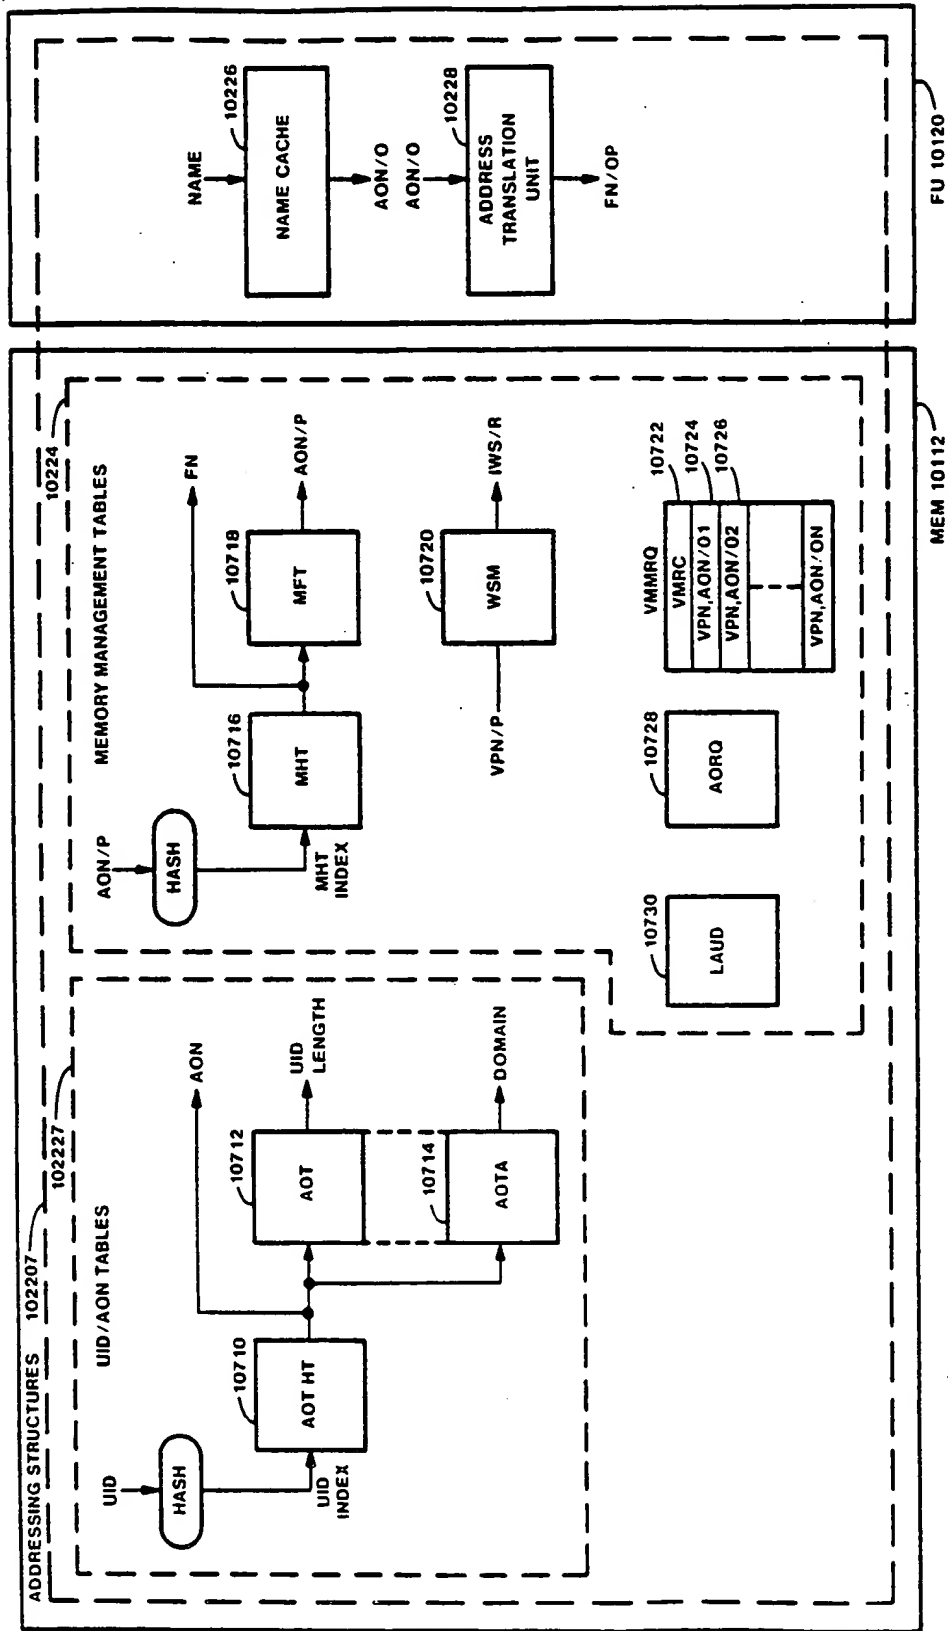 ADDRESSING STRUCTURES 102207
102227
UID/AON TABLES
UID
HASH
UID
INDEX
10710
AOT HT
AON
10712
AOT
UID
LENGTH
10714
AOTA
DOMAIN
10224
MEMORY MANAGEMENT TABLES
AON/P
HASH
MHT
INDEX
10716
MHT
FN
10718
MFT
AON/P
VPN/P
10720
WSM
IWS/R
10730
LAUD
10728
AORQ
VMMRQ
VMRC
10722
VPN,AON/O1
10724
VPN,AON/O2
10726
VPN,AON/ON
MEM 10112
NAME
10226
NAME CACHE
AON/O
AON/O
10228
ADDRESS
TRANSLATION
UNIT
FN/OP
FU 10120